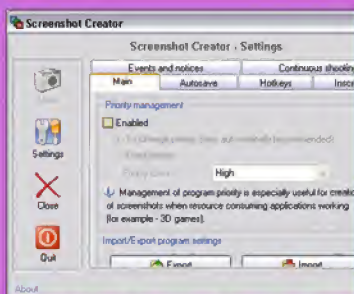 Screenshot Creator
Screenshot Creator - Settings
Events and notices Continuous shooting
Main Autosave Hotkeys Inscr
Priority management
Enabled
Settings
High
Management of program priority is especially useful for creatio
Close
of screenshots when resource consuming applications working
(for example - 3D games).
Import/Export program settings
Quit
Export Import
About